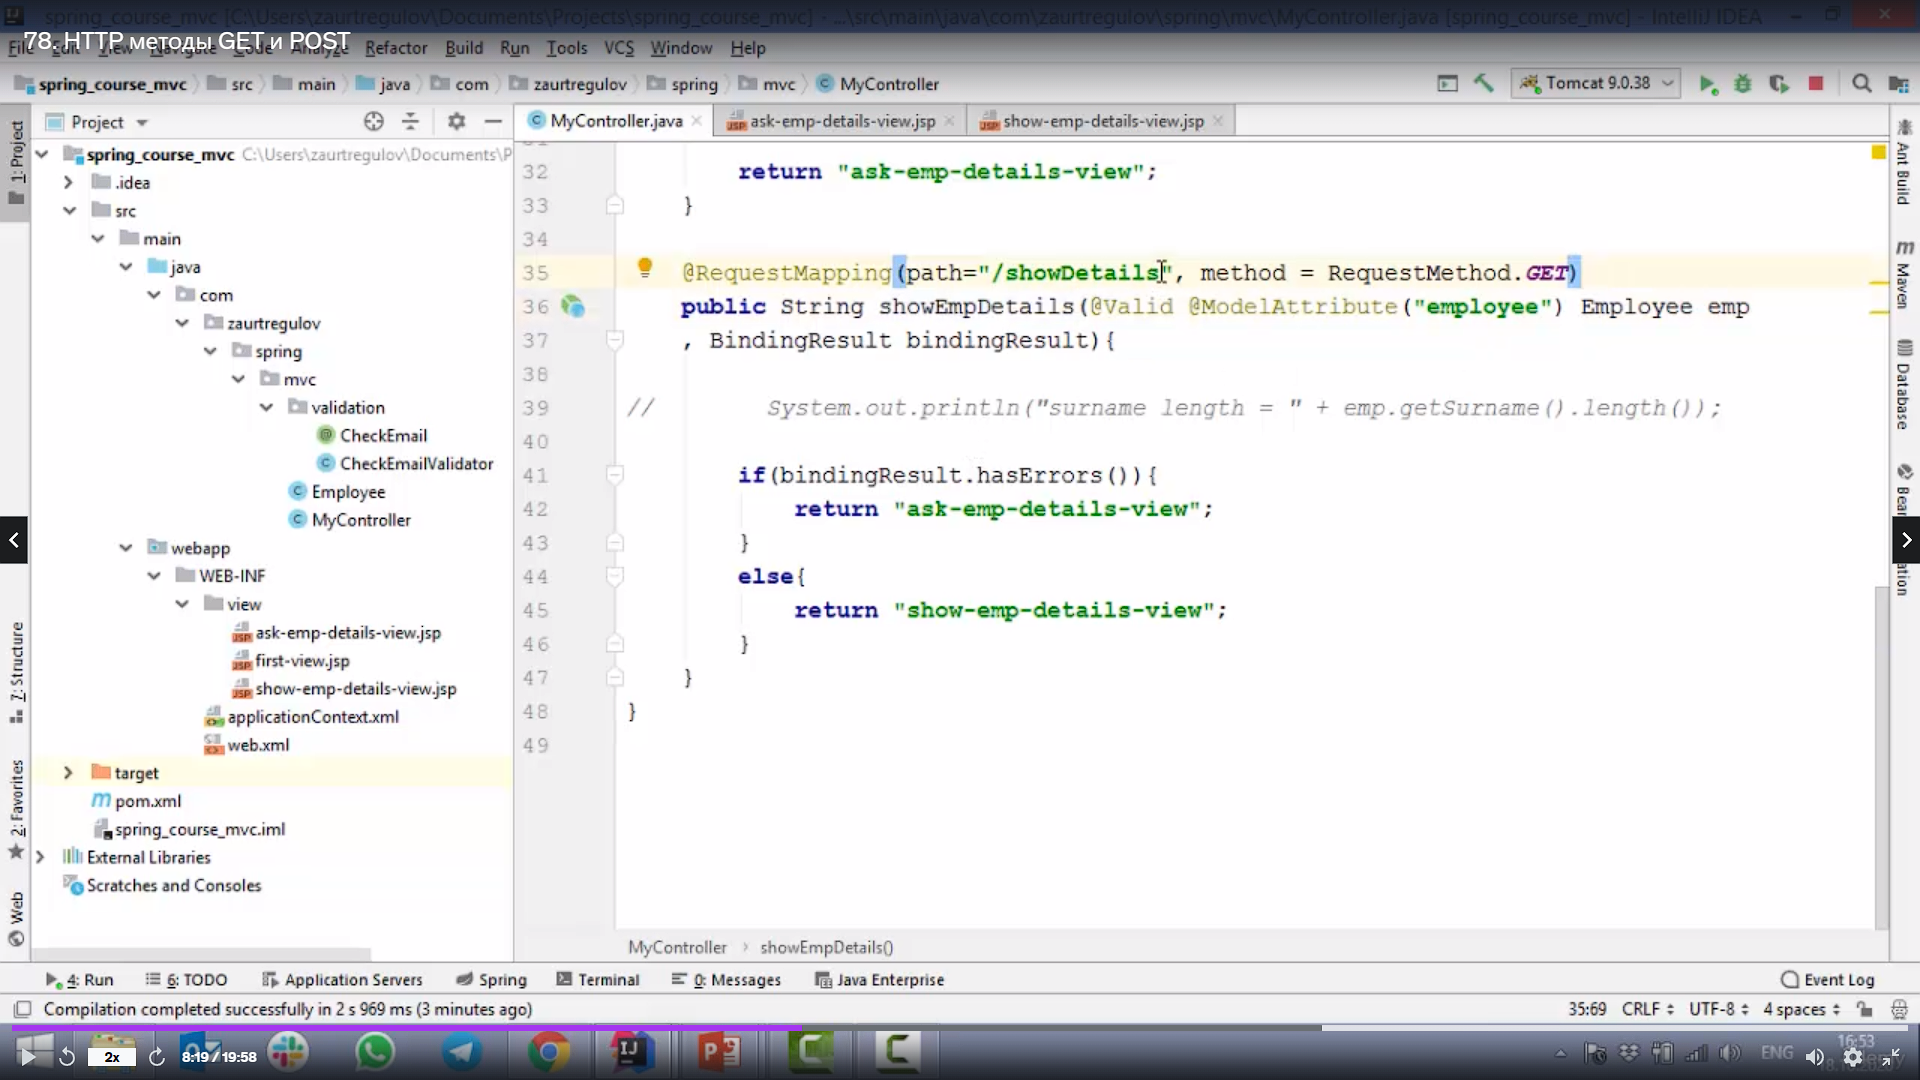 spring_course_mvc [C:\Users\zaurtregulov\Documents\Projects\spring_course_mvc] - ...\src\main\java\com\zaurtregulov\spring\mvc\MyController.java [spring_course_mvc] - IntelliJ IDEA
78. HTTP методы GET и POST
File Edit View Navigate Code Analyze Refactor Build Run Tools VCS Window Help
spring_course_mvc src main java com zaurtregulov spring mvc MyController Tomcat 9.0.38
Project MyController.java ask-emp-details-view.jsp show-emp-details-view.jsp
1: Project
7: Structure
2: Favorites
Web
spring_course_mvc C:\Users\zaurtregulov\Documents\P
.idea
src
main
java
com
zaurtregulov
spring
mvc
validation
CheckEmail
CheckEmailValidator
Employee
MyController
webapp
WEB-INF
view
ask-emp-details-view.jsp
first-view.jsp
show-emp-details-view.jsp
applicationContext.xml
web.xml
target
pom.xml
spring_course_mvc.iml
External Libraries
Scratches and Consoles
32 return "ask-emp-details-view";
33 }
34
35 @RequestMapping(path="/showDetails", method = RequestMethod.GET)
36 public String showEmpDetails(@Valid @ModelAttribute("employee") Employee emp
37 , BindingResult bindingResult){
38
39 // System.out.println("surname length = " + emp.getSurname().length());
40
41 if(bindingResult.hasErrors()){
42 return "ask-emp-details-view";
43 }
44 else{
45 return "show-emp-details-view";
46 }
47 }
48 }
49
MyController showEmpDetails()
Ant Build
Maven
Database
4: Run 6: TODO Application Servers Spring Terminal 0: Messages Java Enterprise Event Log
Compilation completed successfully in 2 s 969 ms (3 minutes ago) 35:69 CRLF UTF-8 4 spaces
2x 8:19 / 19:58 ENG 16:53